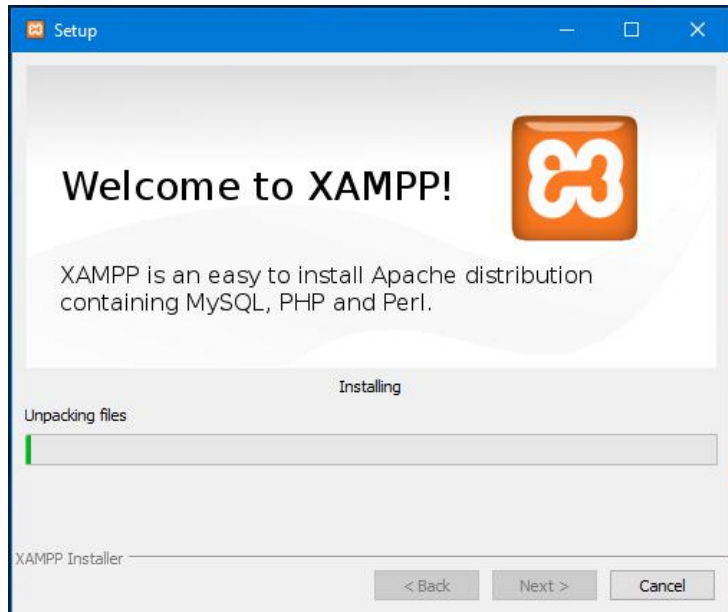 Setup
Welcome to XAMPP!
XAMPP is an easy to install Apache distribution
containing MySQL, PHP and Perl.
Installing
Unpacking files
XAMPP Installer
< Back
Next >
Cancel